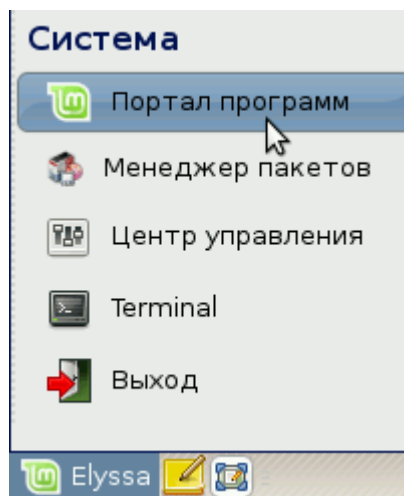 Система
Портал программ
Менеджер пакетов
Центр управления
Terminal
Выход
Elyssa